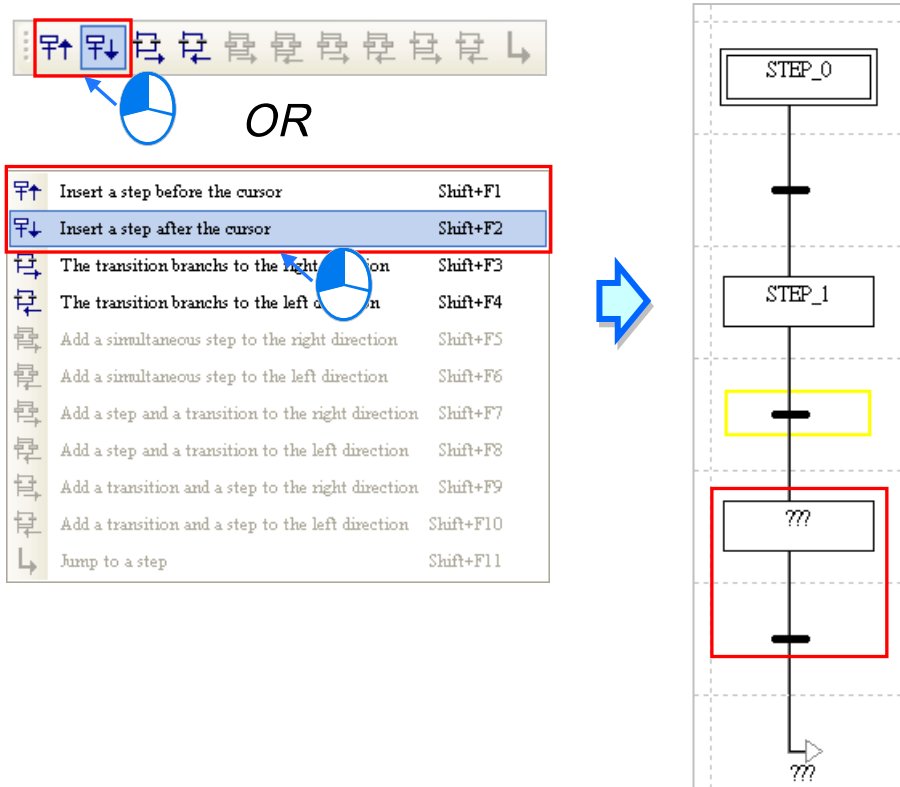 OR
Insert a step before the cursor Shift+F1
Insert a step after the cursor Shift+F2
The transition branchs to the right ion Shift+F3
The transition branchs to the left d n Shift+F4
Add a simultaneous step to the right direction Shift+F5
Add a simultaneous step to the left direction Shift+F6
Add a step and a transition to the right direction Shift+F7
Add a step and a transition to the left direction Shift+F8
Add a transition and a step to the right direction Shift+F9
Add a transition and a step to the left direction Shift+F10
Jump to a step Shift+F11
STEP_0
STEP_1
???
???